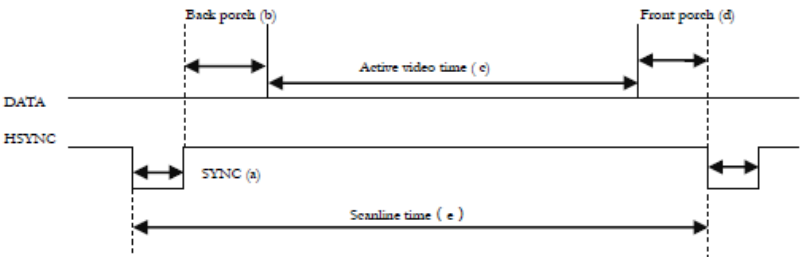 Back porch (b)
Front porch (d)
Active video time ( c)
DATA
HSYNC
SYNC (a)
Scanline time ( e )